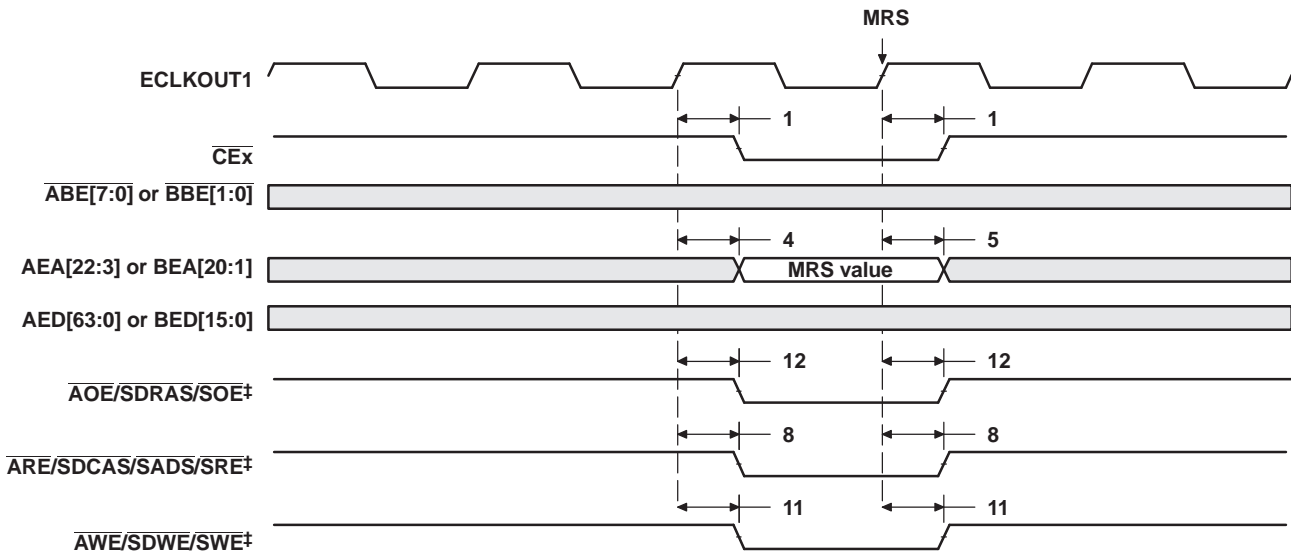 MRS
ECLKOUT1
1 1
CEx
ABE[7:0] or BBE[1:0]
4 5
AEA[22:3] or BEA[20:1] MRS value
AED[63:0] or BED[15:0]
12 12
AOE/SDRAS/SOE‡
8 8
ARE/SDCAS/SADS/SRE‡
11 11
AWE/SDWE/SWE‡